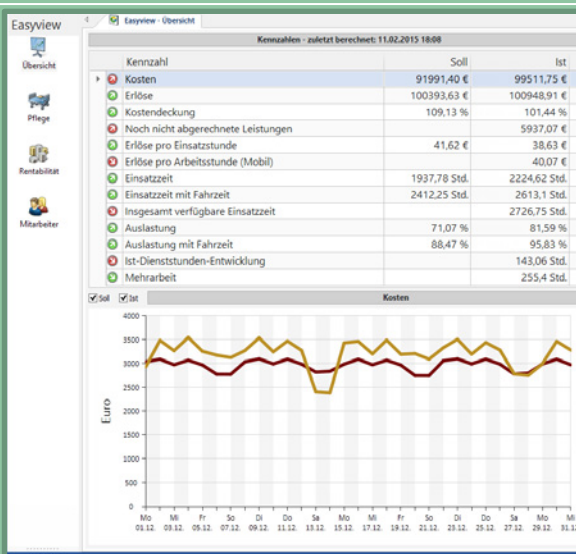 Easyview
Easyview - Übersicht
Übersicht
Pflege
Rentabilität
Mitarbeiter
Kennzahlen - zuletzt berechnet: 11.02.2015 18:08
Kennzahl Soll Ist
Kosten 91991,40 € 99511,75 €
Erlöse 100393,63 € 100948,91 €
Kostendeckung 109,13 % 101,44 %
Noch nicht abgerechnete Leistungen 5937,07 €
Erlöse pro Einsatzstunde 41,62 € 38,63 €
Erlöse pro Arbeitsstunde (Mobil) 40,07 €
Einsatzzeit 1937,78 Std. 2224,62 Std.
Einsatzzeit mit Fahrzeit 2412,25 Std. 2613,1 Std.
Insgesamt verfügbare Einsatzzeit 2726,75 Std.
Auslastung 71,07 % 81,59 %
Auslastung mit Fahrzeit 88,47 % 95,83 %
Ist-Dienststunden-Entwicklung 143,06 Std.
Mehrarbeit 255,4 Std.
Soll Ist Kosten
4000
3500
3000
2500
2000
1500
1000
500
0
Euro
Mo Mi Fr So Di Do Sa Mo Mi Fr So Di Do Sa Mo Mi
01.12. 03.12. 05.12. 07.12. 09.12. 11.12. 13.12. 15.12. 17.12. 19.12. 21.12. 23.12. 25.12. 27.12. 29.12. 31.12